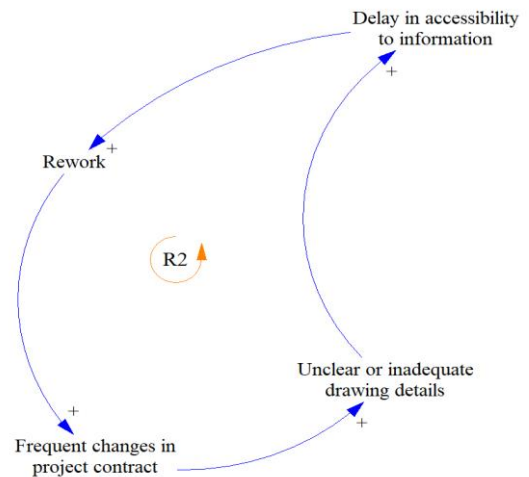 Delay in accessibility
to information
+
+
Rework
R2
Unclear or inadequate
drawing details
+
+
Frequent changes in
project contract